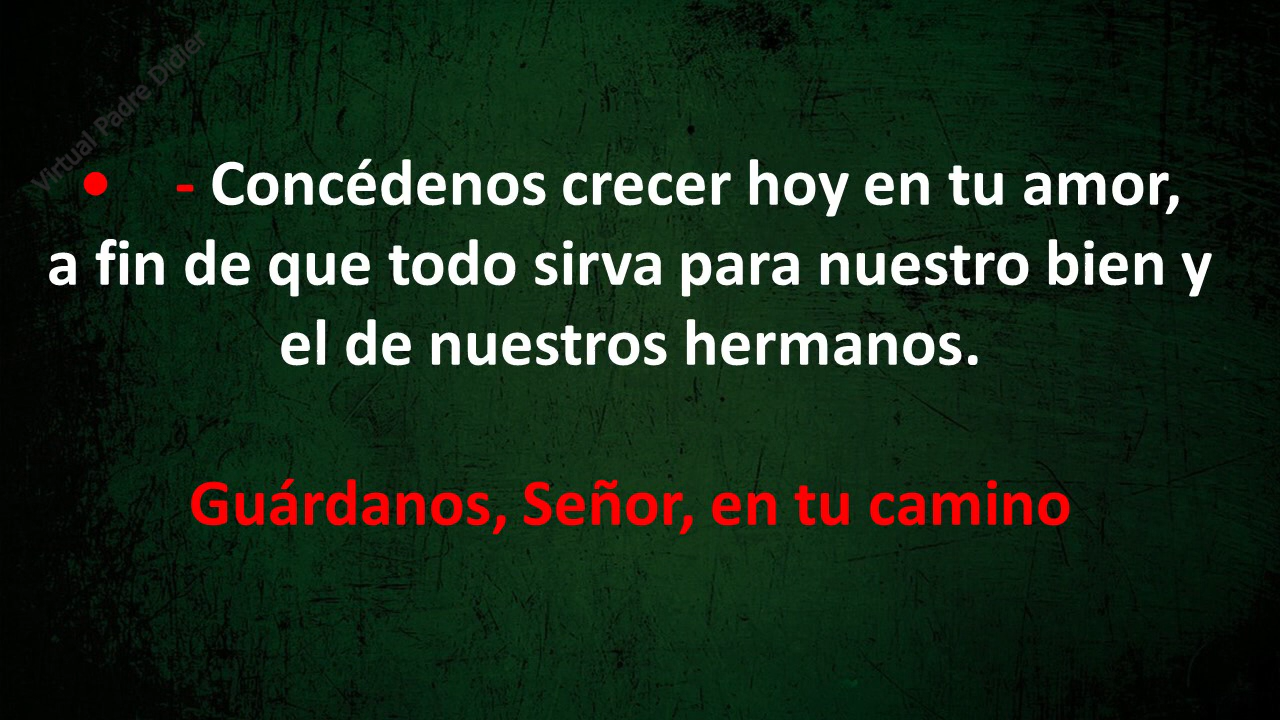 Virtual Padre Didier
• - Concédenos crecer hoy en tu amor,
a fin de que todo sirva para nuestro bien y
el de nuestros hermanos.
Guárdanos, Señor, en tu camino